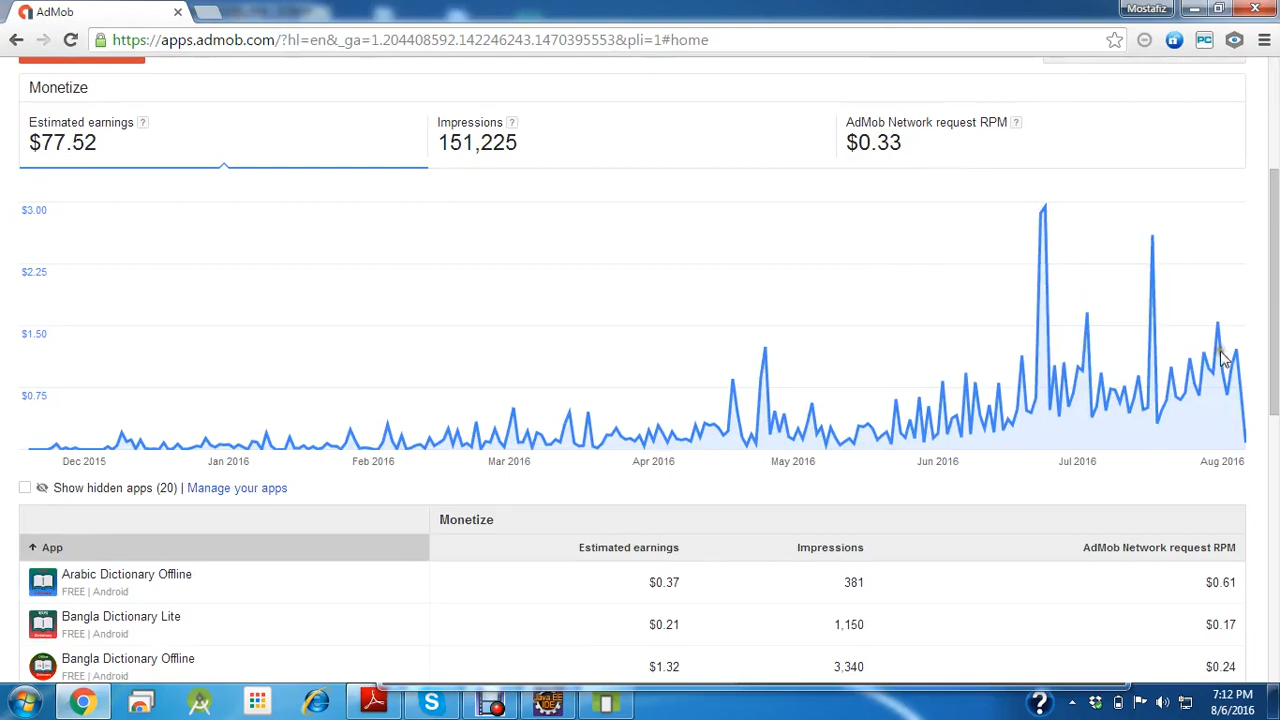 AdMob
Mostafiz
https://apps.admob.com/?hl=en&_ga=1.204408592.142246243.1470395553&pli=1#home
PC
Monetize
Estimated earnings ?
$77.52
Impressions ?
151,225
AdMob Network request RPM ?
$0.33
$3.00
$2.25
$1.50
$0.75
Dec 2015 Jan 2016 Feb 2016 Mar 2016 Apr 2016 May 2016 Jun 2016 Jul 2016 Aug 2016
Show hidden apps (20) | Manage your apps
Monetize
App Estimated earnings Impressions AdMob Network request RPM
Arabic Dictionary Offline
FREE | Android
$0.37 381 $0.61
Bangla Dictionary Lite
FREE | Android
$0.21 1,150 $0.17
Bangla Dictionary Offline
FREE | Android
$1.32 3,340 $0.24
7:12 PM
8/6/2016